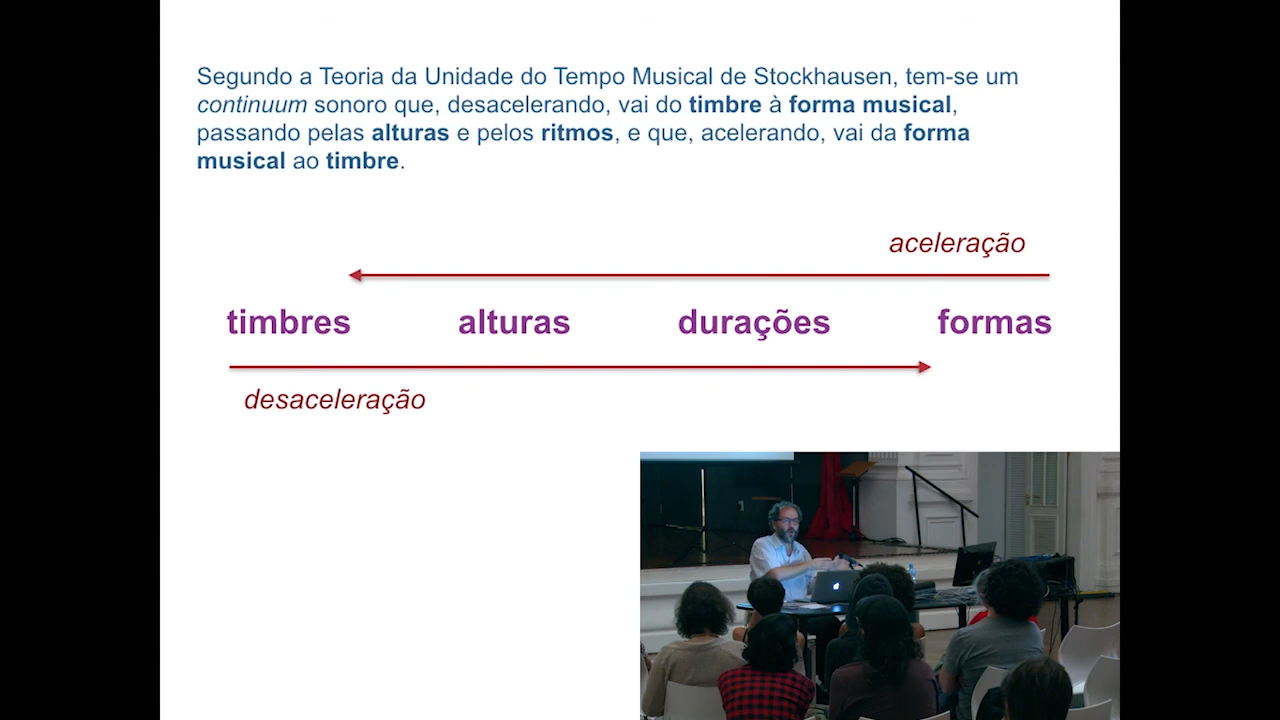 Segundo a Teoria da Unidade do Tempo Musical de Stockhausen, tem-se um
continuum sonoro que, desacelerando, vai do timbre à forma musical,
passando pelas alturas e pelos ritmos, e que, acelerando, vai da forma
musical ao timbre.
aceleração
timbres alturas durações formas
desaceleração